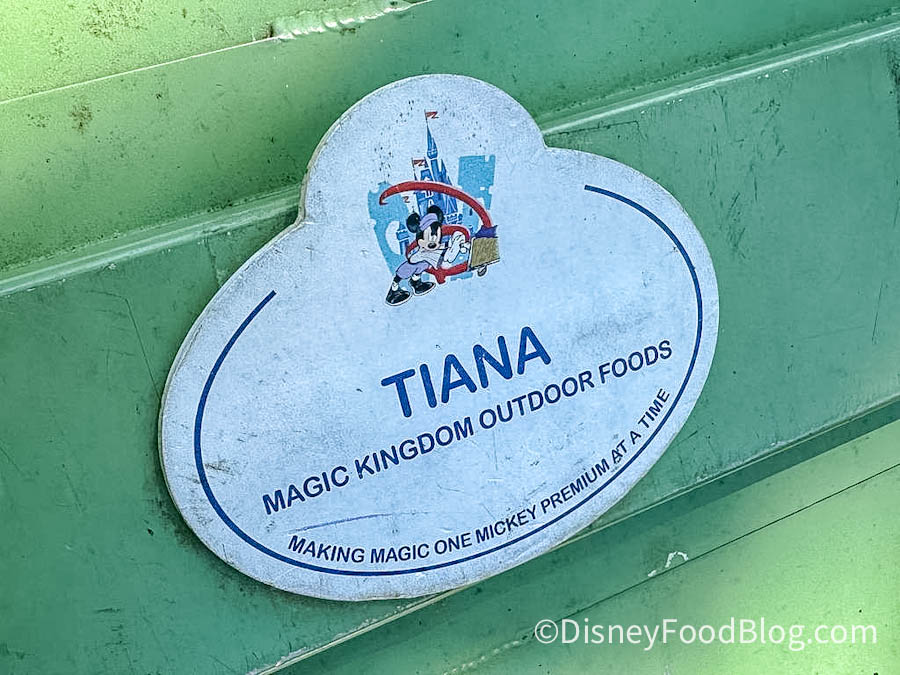 TIANA
MAGIC KINGDOM OUTDOOR FOODS
MAKING MAGIC ONE MICKEY PREMIUM AT A TIME
©DisneyFoodBlog.com